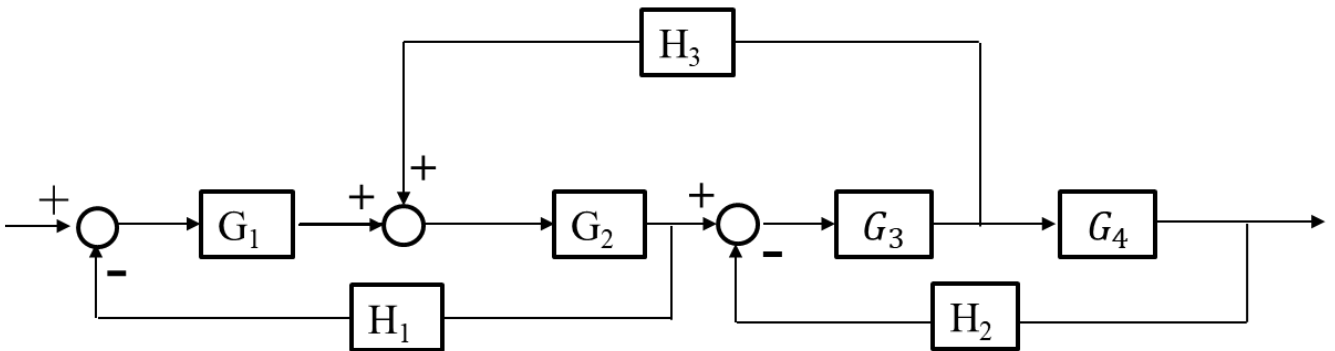 H₃
+
+ G₁ + G₂ + G₃ G₄
- -
H₁ H₂